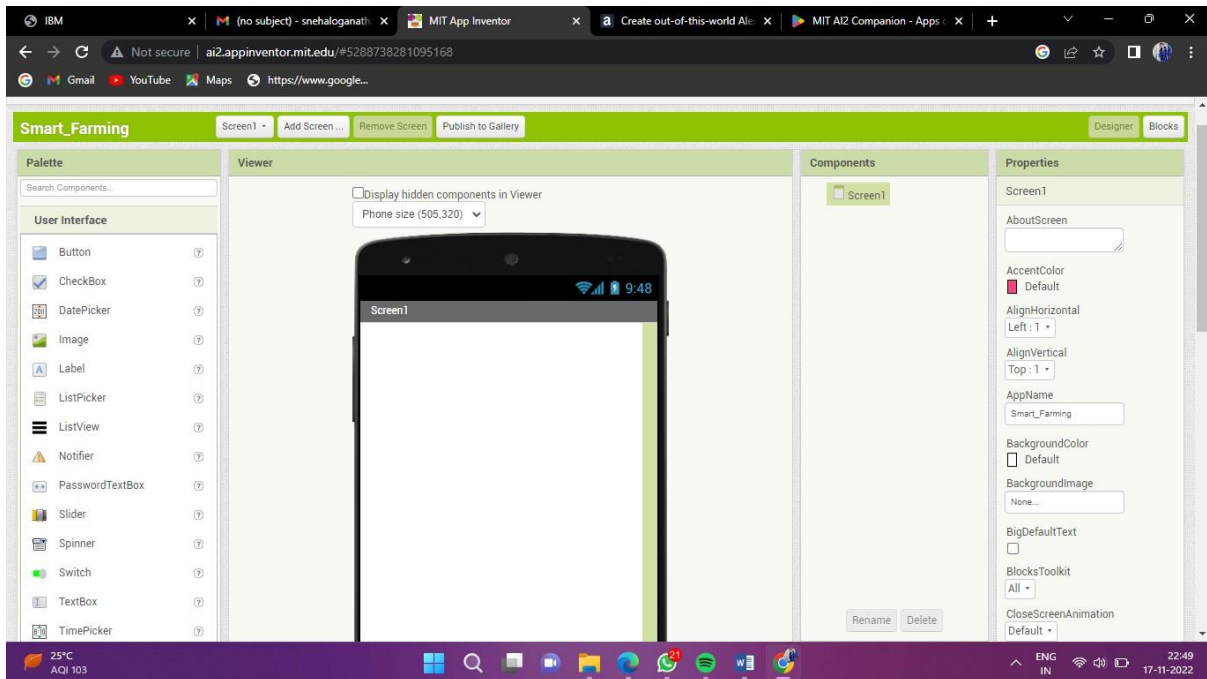 IBM
(no subject) - snehaloganath
MIT App Inventor
Create out-of-this-world Ale
MIT AI2 Companion - Apps
Not secure | ai2.appinventor.mit.edu/#5288738281095168
Gmail YouTube Maps https://www.google...
Smart_Farming Screen1 Add Screen ... Remove Screen Publish to Gallery Designer Blocks
Palette
Search Components...
User Interface
Button
CheckBox
DatePicker
Image
Label
ListPicker
ListView
Notifier
PasswordTextBox
Slider
Spinner
Switch
TextBox
TimePicker
Viewer
Display hidden components in Viewer
Phone size (505,320)
9:48
Screen1
Components
Screen1
Rename Delete
Properties
Screen1
AboutScreen
AccentColor
Default
AlignHorizontal
Left : 1
AlignVertical
Top : 1
AppName
Smart_Farming
BackgroundColor
Default
BackgroundImage
None...
BigDefaultText
BlocksToolkit
All
CloseScreenAnimation
Default
25°C
AQI 103
21
ENG
IN
22:49
17-11-2022